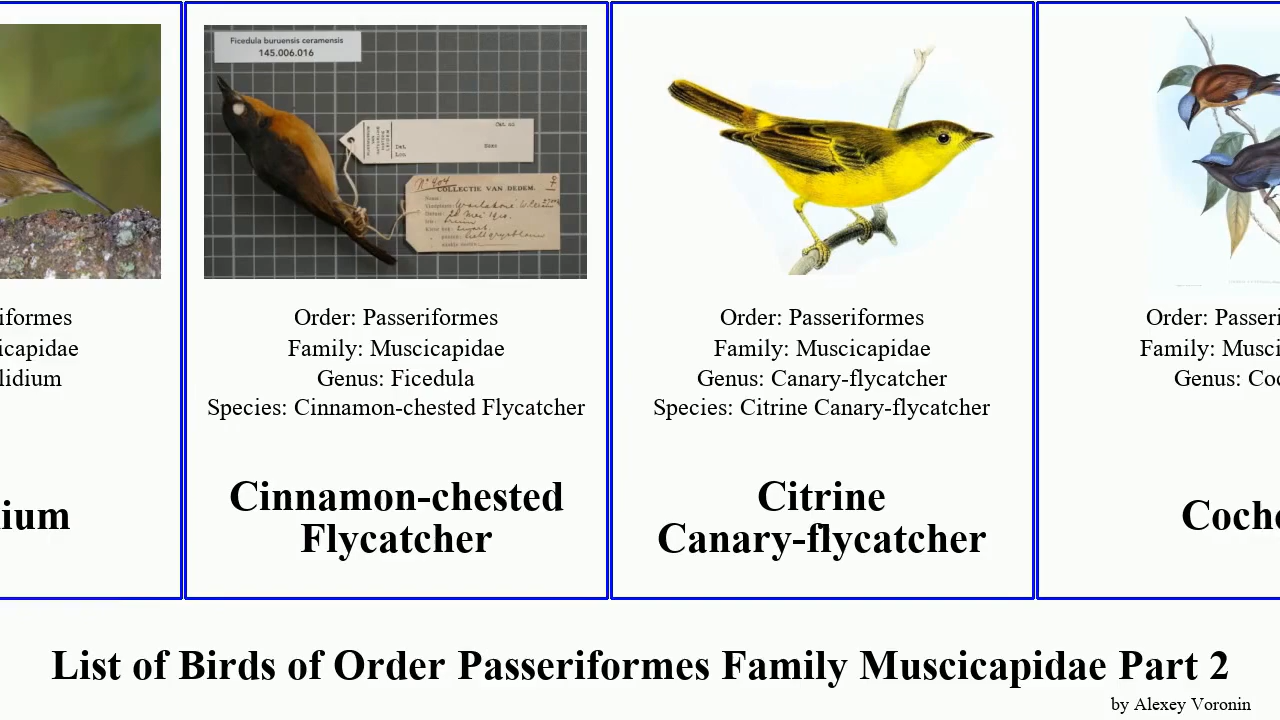 iformes
icapidae
lidium
ium
Ficedula buruensis ceramensis
145.006.016
Dat.
Loc.
COLLECTIE VAN DEDEM.
Order: Passeriformes
Family: Muscicapidae
Genus: Ficedula
Species: Cinnamon-chested Flycatcher
Cinnamon-chested
Flycatcher
Order: Passeriformes
Family: Muscicapidae
Genus: Canary-flycatcher
Species: Citrine Canary-flycatcher
Citrine
Canary-flycatcher
Order: Passeri
Family: Musci
Genus: Coc
Coch
List of Birds of Order Passeriformes Family Muscicapidae Part 2
by Alexey Voronin